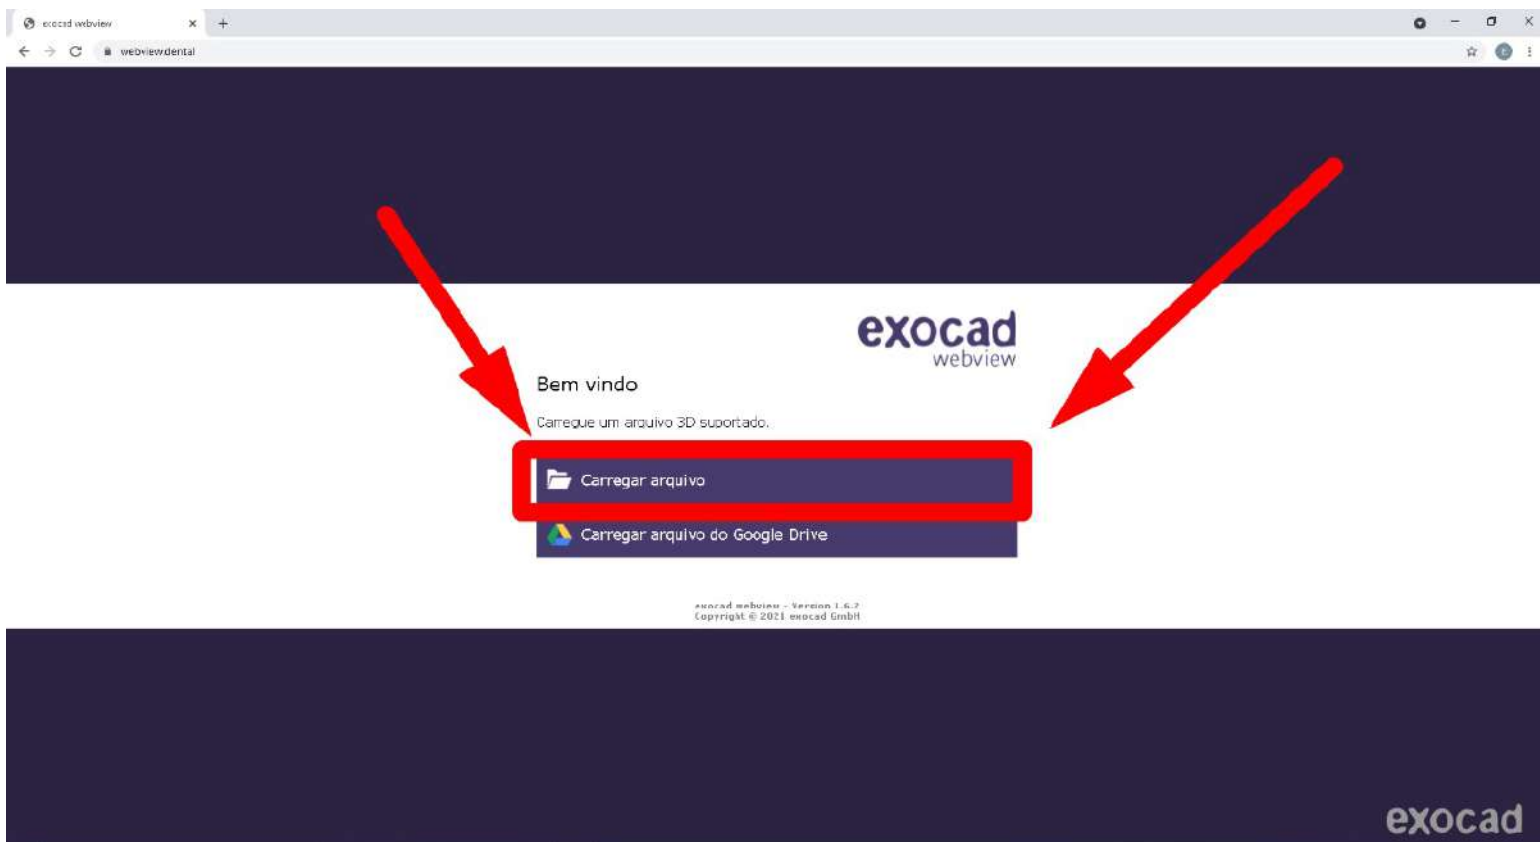 exocad webview
webview.dental
exocad
webview
Bem vindo
Carregue um arquivo 3D suportado.
Carregar arquivo
Carregar arquivo do Google Drive
exocad webview - Version 1.6.2
Copyright © 2021 exocad GmbH
exocad